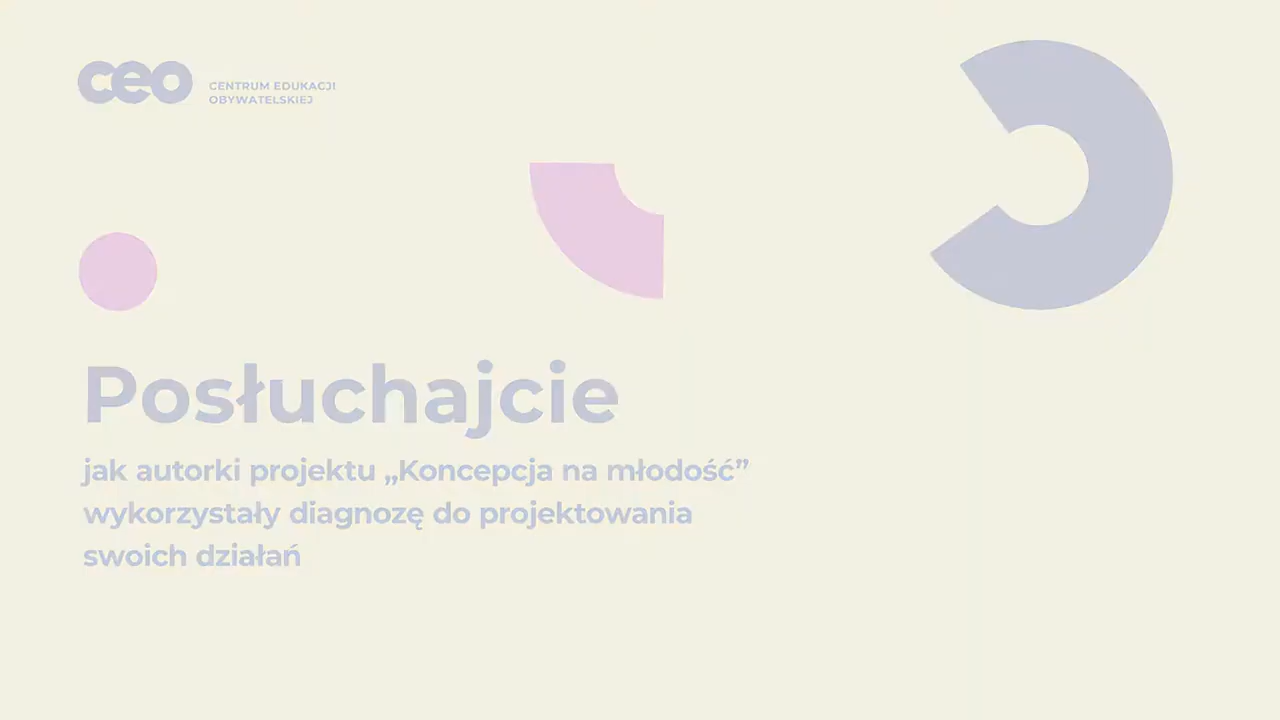 ceo
CENTRUM EDUKACJI
OBYWATELSKIEJ
Posłuchajcie
jak autorki projektu „Koncepcja na młodość”
wykorzystały diagnozę do projektowania
swoich działań